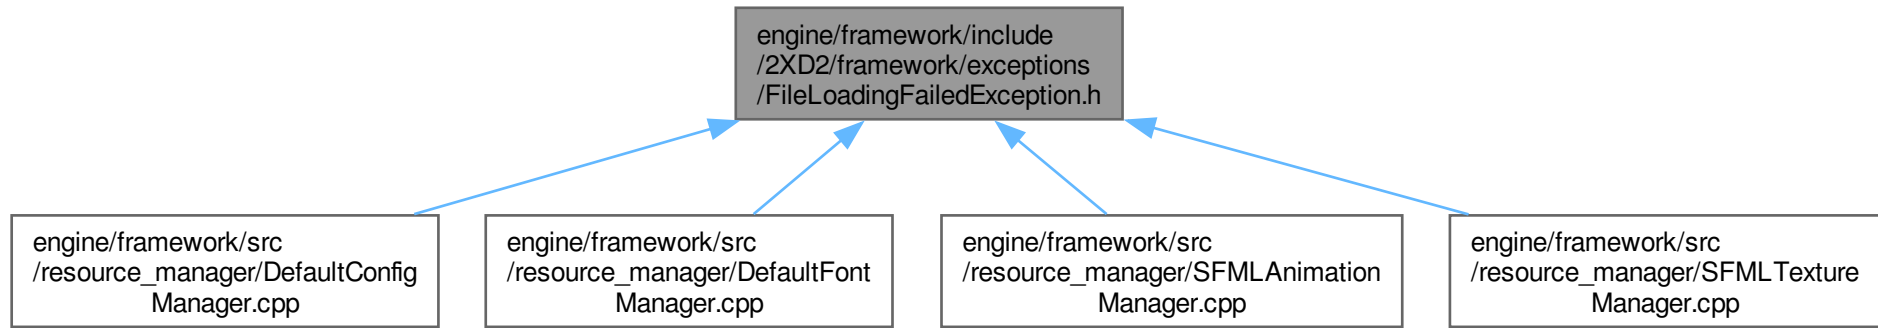 engine/framework/include
/2XD2/framework/exceptions
/FileLoadingFailedException.h
engine/framework/src
/resource_manager/DefaultConfig
Manager.cpp
engine/framework/src
/resource_manager/DefaultFont
Manager.cpp
engine/framework/src
/resource_manager/SFMLAnimation
Manager.cpp
engine/framework/src
/resource_manager/SFMLTexture
Manager.cpp